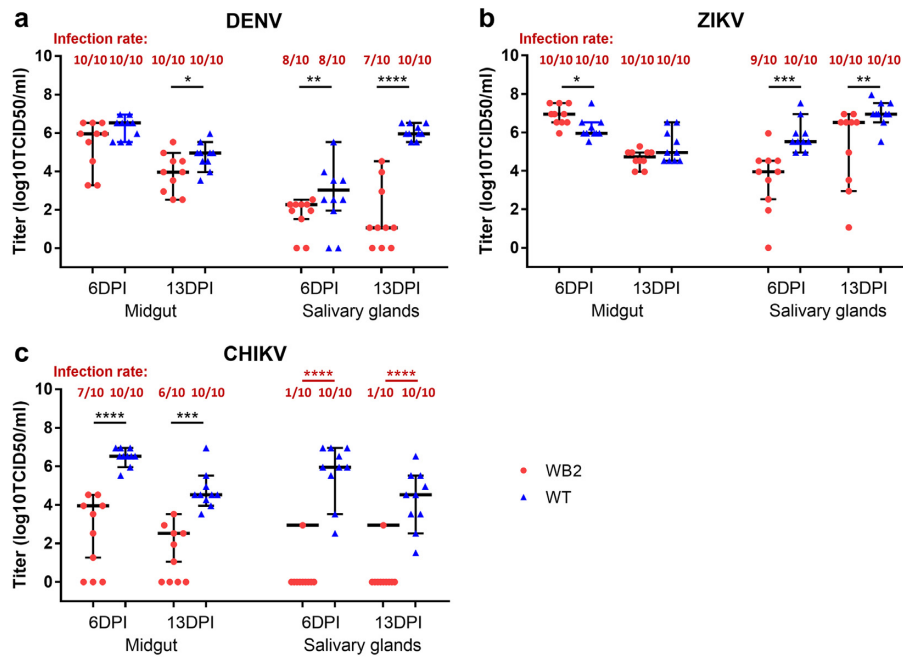 a
DENV
Infection rate:
10/10 10/10 10/10 10/10 8/10 8/10 7/10 10/10
* ** ****
10
8
6
4
2
0
Titer (log10TCID50/ml)
6DPI 13DPI 6DPI 13DPI
Midgut Salivary glands
b
ZIKV
Infection rate:
10/10 10/10 10/10 10/10 9/10 10/10 10/10 10/10
* *** **
10
8
6
4
2
0
Titer (log10TCID50/ml)
6DPI 13DPI 6DPI 13DPI
Midgut Salivary glands
c
CHIKV
Infection rate:
**** ****
7/10 10/10 6/10 10/10 1/10 10/10 1/10 10/10
**** ***
10
8
6
4
2
0
Titer (log10TCID50/ml)
6DPI 13DPI 6DPI 13DPI
Midgut Salivary glands
WB2
WT